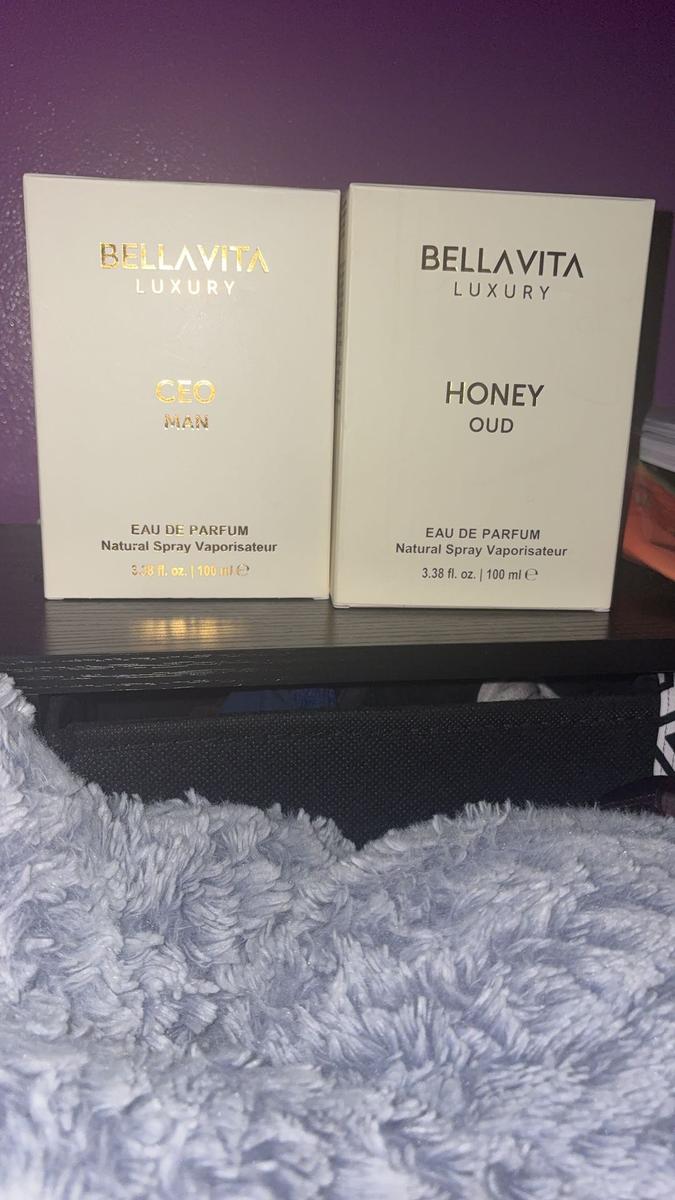 BELLAVITA
LUXURY
CEO
MAN
EAU DE PARFUM
Natural Spray Vaporisateur
3.38 fl. oz. | 100 ml ℮
BELLAVITA
LUXURY
HONEY
OUD
EAU DE PARFUM
Natural Spray Vaporisateur
3.38 fl. oz. | 100 ml ℮